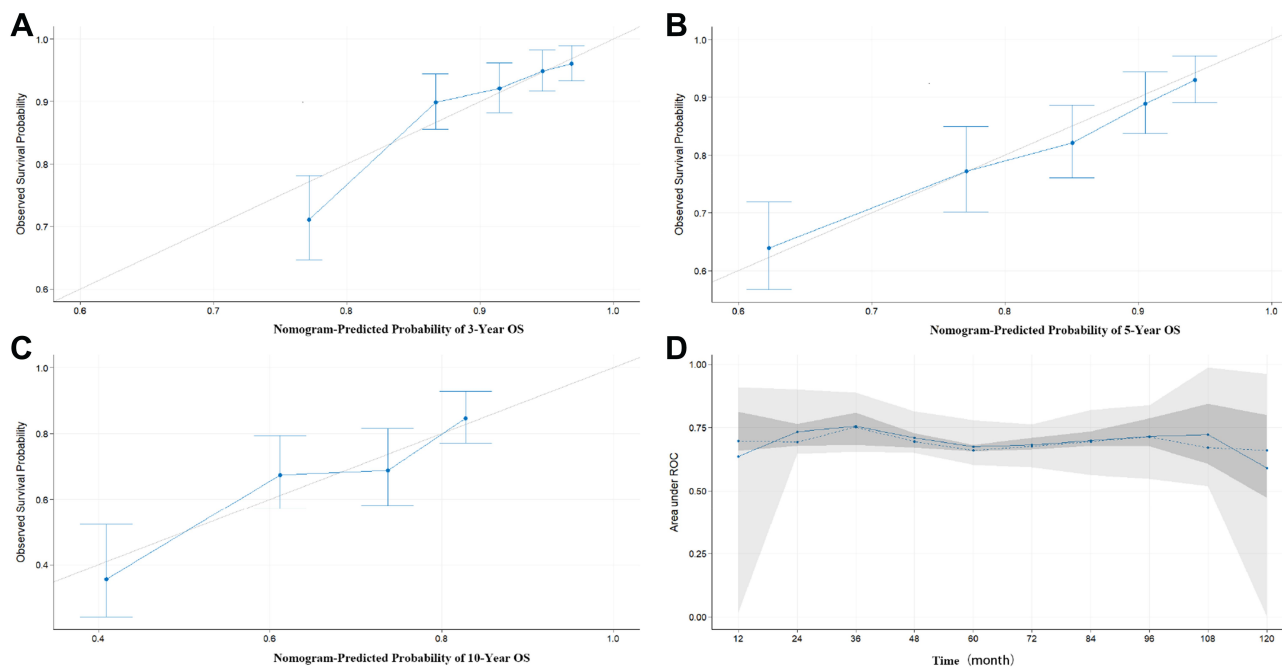 A
Observed Survival Probability
1.0
0.9
0.8
0.7
0.6
0.6 0.7 0.8 0.9 1.0
Nomogram-Predicted Probability of 3-Year OS
B
Observed Survival Probability
1.0
0.9
0.8
0.7
0.6
0.6 0.7 0.8 0.9 1.0
Nomogram-Predicted Probability of 5-Year OS
C
Observed Survival Probability
1.0
0.8
0.6
0.4
0.4 0.6 0.8 1.0
Nomogram-Predicted Probability of 10-Year OS
D
Area under ROC
1.00
0.75
0.50
0.25
0.00
12 24 36 48 60 72 84 96 108 120
Time （month）